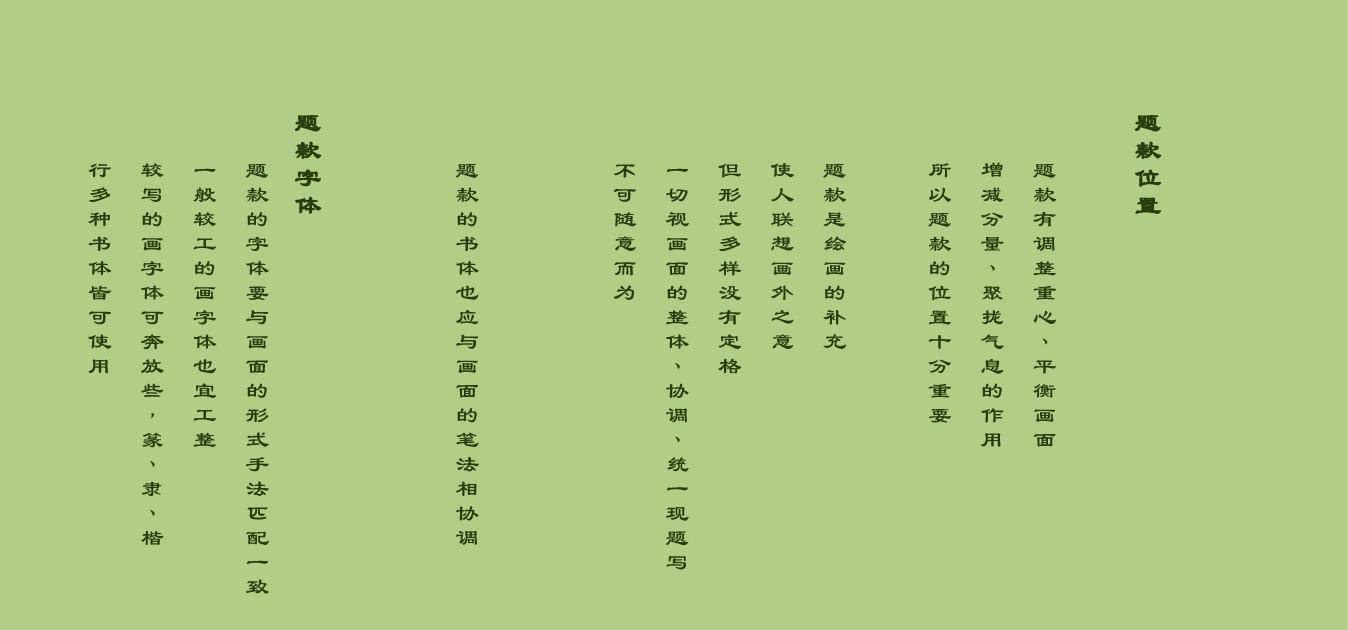 题款位置
题款有调整重心、平衡画面
增减分量、聚拢气息的作用
所以题款的位置十分重要
题款是绘画的补充
使人联想画外之意
但形式多样没有定格
一切视画面的整体、协调、统一现题写
不可随意而为
题款的书体也应与画面的笔法相协调
题款字体
题款的字体要与画面的形式手法匹配一致
一般较工的画字体也宜工整
较写的画字体可奔放些，篆、隶、楷
行多种书体皆可使用